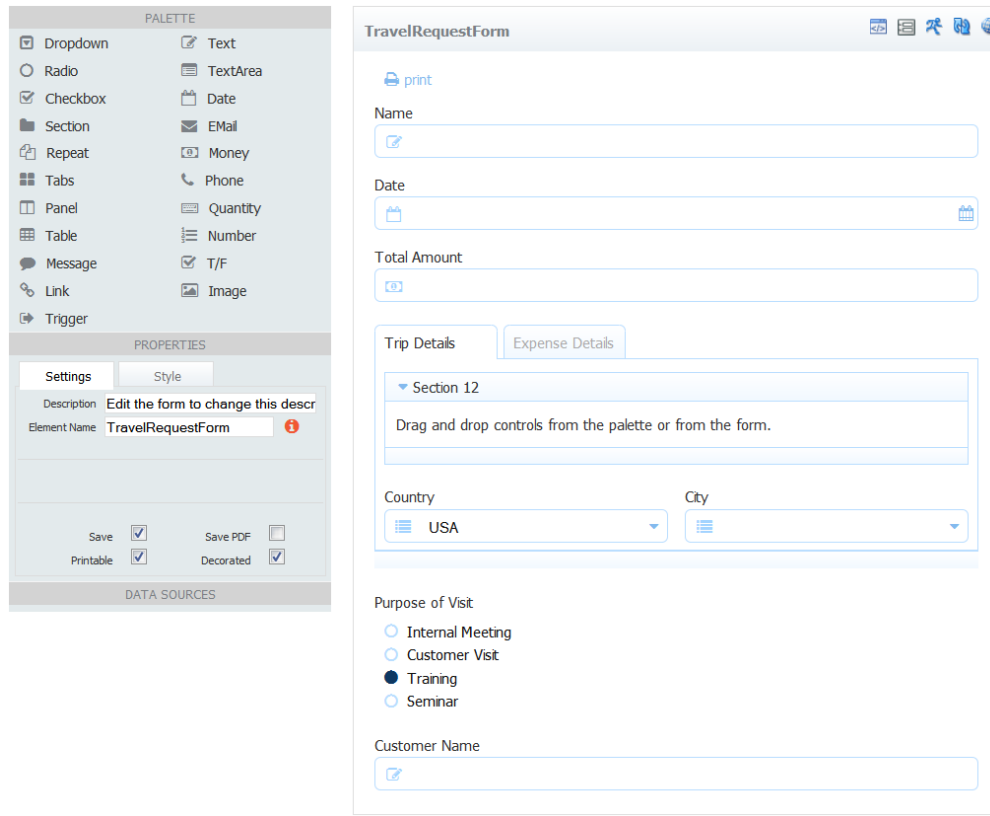 PALETTE
Dropdown Text
Radio TextArea
Checkbox Date
Section EMail
Repeat Money
Tabs Phone
Panel Quantity
Table Number
Message T/F
Link Image
Trigger
PROPERTIES
Settings Style
Description Edit the form to change this descr
Element Name TravelRequestForm
Save Save PDF
Printable Decorated
DATA SOURCES
TravelRequestForm
print
Name
Date
Total Amount
Trip Details Expense Details
Section 12
Drag and drop controls from the palette or from the form.
Country City
USA
Purpose of Visit
Internal Meeting
Customer Visit
Training
Seminar
Customer Name